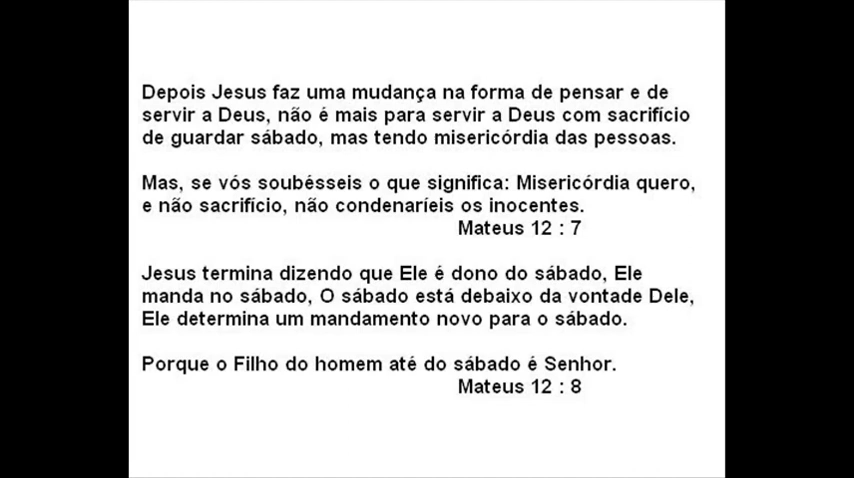 Depois Jesus faz uma mudança na forma de pensar e de
servir a Deus, não é mais para servir a Deus com sacrifício
de guardar sábado, mas tendo misericórdia das pessoas.
Mas, se vós soubésseis o que significa: Misericórdia quero,
e não sacrifício, não condenaríeis os inocentes.
Mateus 12 : 7
Jesus termina dizendo que Ele é dono do sábado, Ele
manda no sábado, O sábado está debaixo da vontade Dele,
Ele determina um mandamento novo para o sábado.
Porque o Filho do homem até do sábado é Senhor.
Mateus 12 : 8